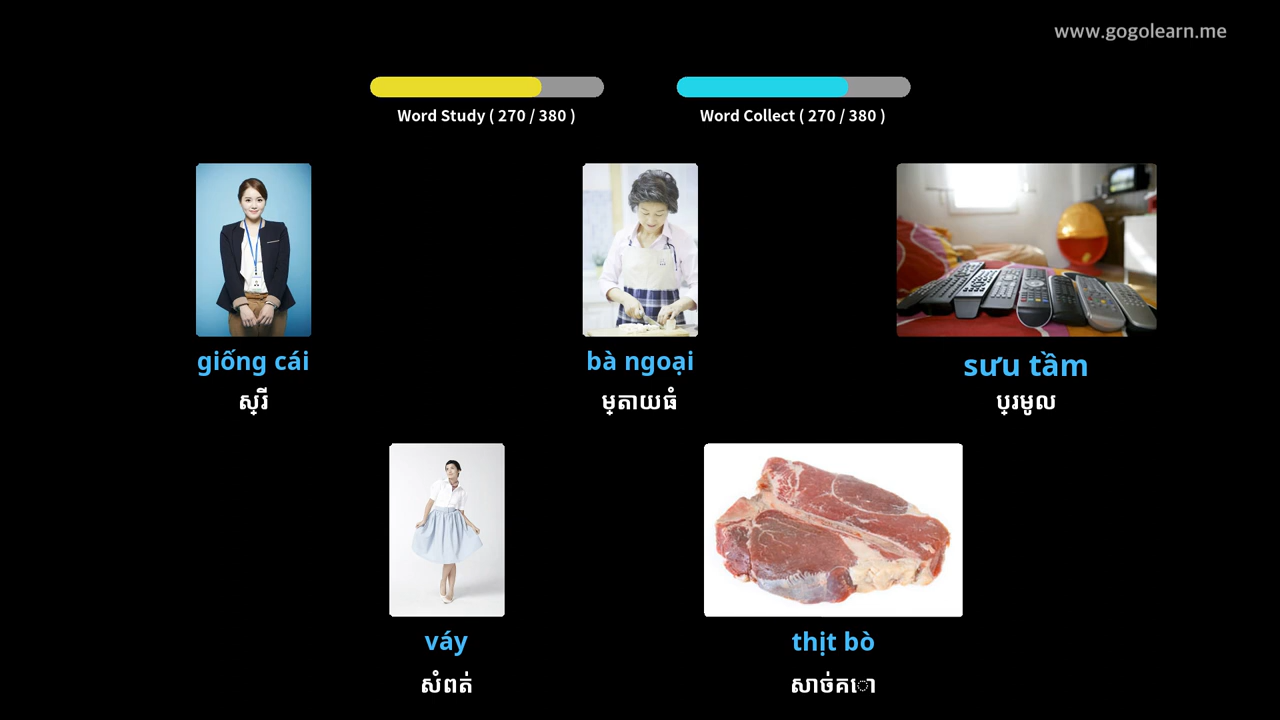 www.gogolearn.me
Word Study ( 270 / 380 )
Word Collect ( 270 / 380 )
giống cái
ស្រី
bà ngoại
ម្តាយធំ
sưu tầm
ប្រមូល
váy
សំពត់
thịt bò
សាច់គោ